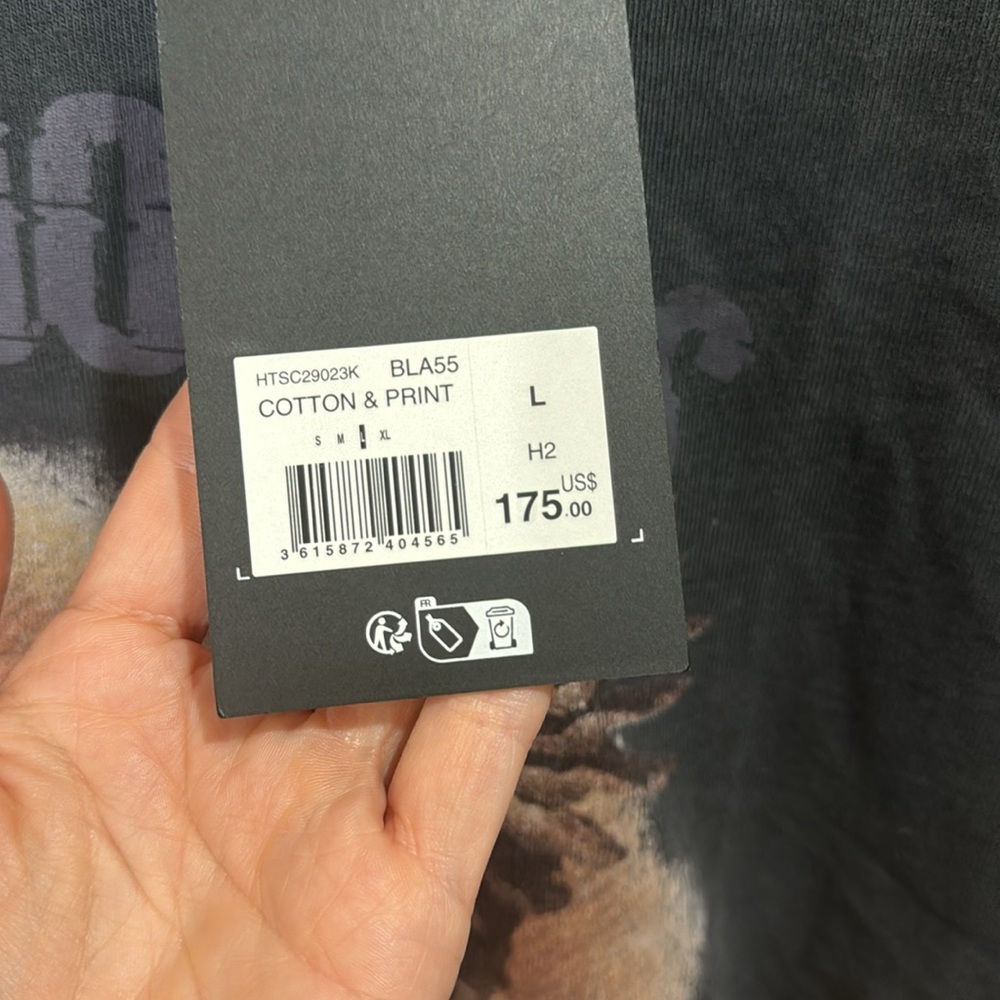 HTSC29023K BLA55
COTTON & PRINT
S M L XL
3 615872 404565
L
H2
US$
175.00
FR